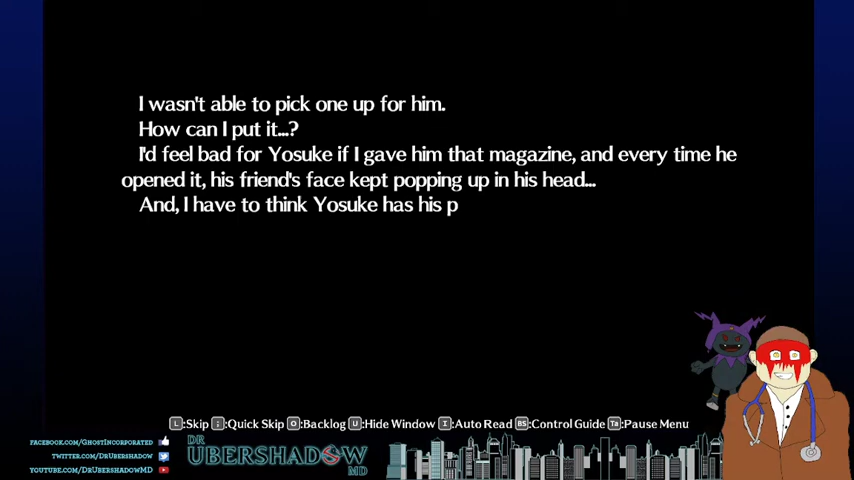 I wasn't able to pick one up for him.
How can I put it...?
I'd feel bad for Yosuke if I gave him that magazine, and every time he
opened it, his friend's face kept popping up in his head...
And, I have to think Yosuke has his p
L:Skip ;:Quick Skip O:Backlog U:Hide Window I:Auto Read BS:Control Guide Ta:Pause Menu
FACEBOOK.COM/GHOSTINCORPORATED
TWITTER.COM/DRUBERSHADOW
YOUTUBE.COM/DRUBERSHADOWMD
DR
UBERSHADOW
MD